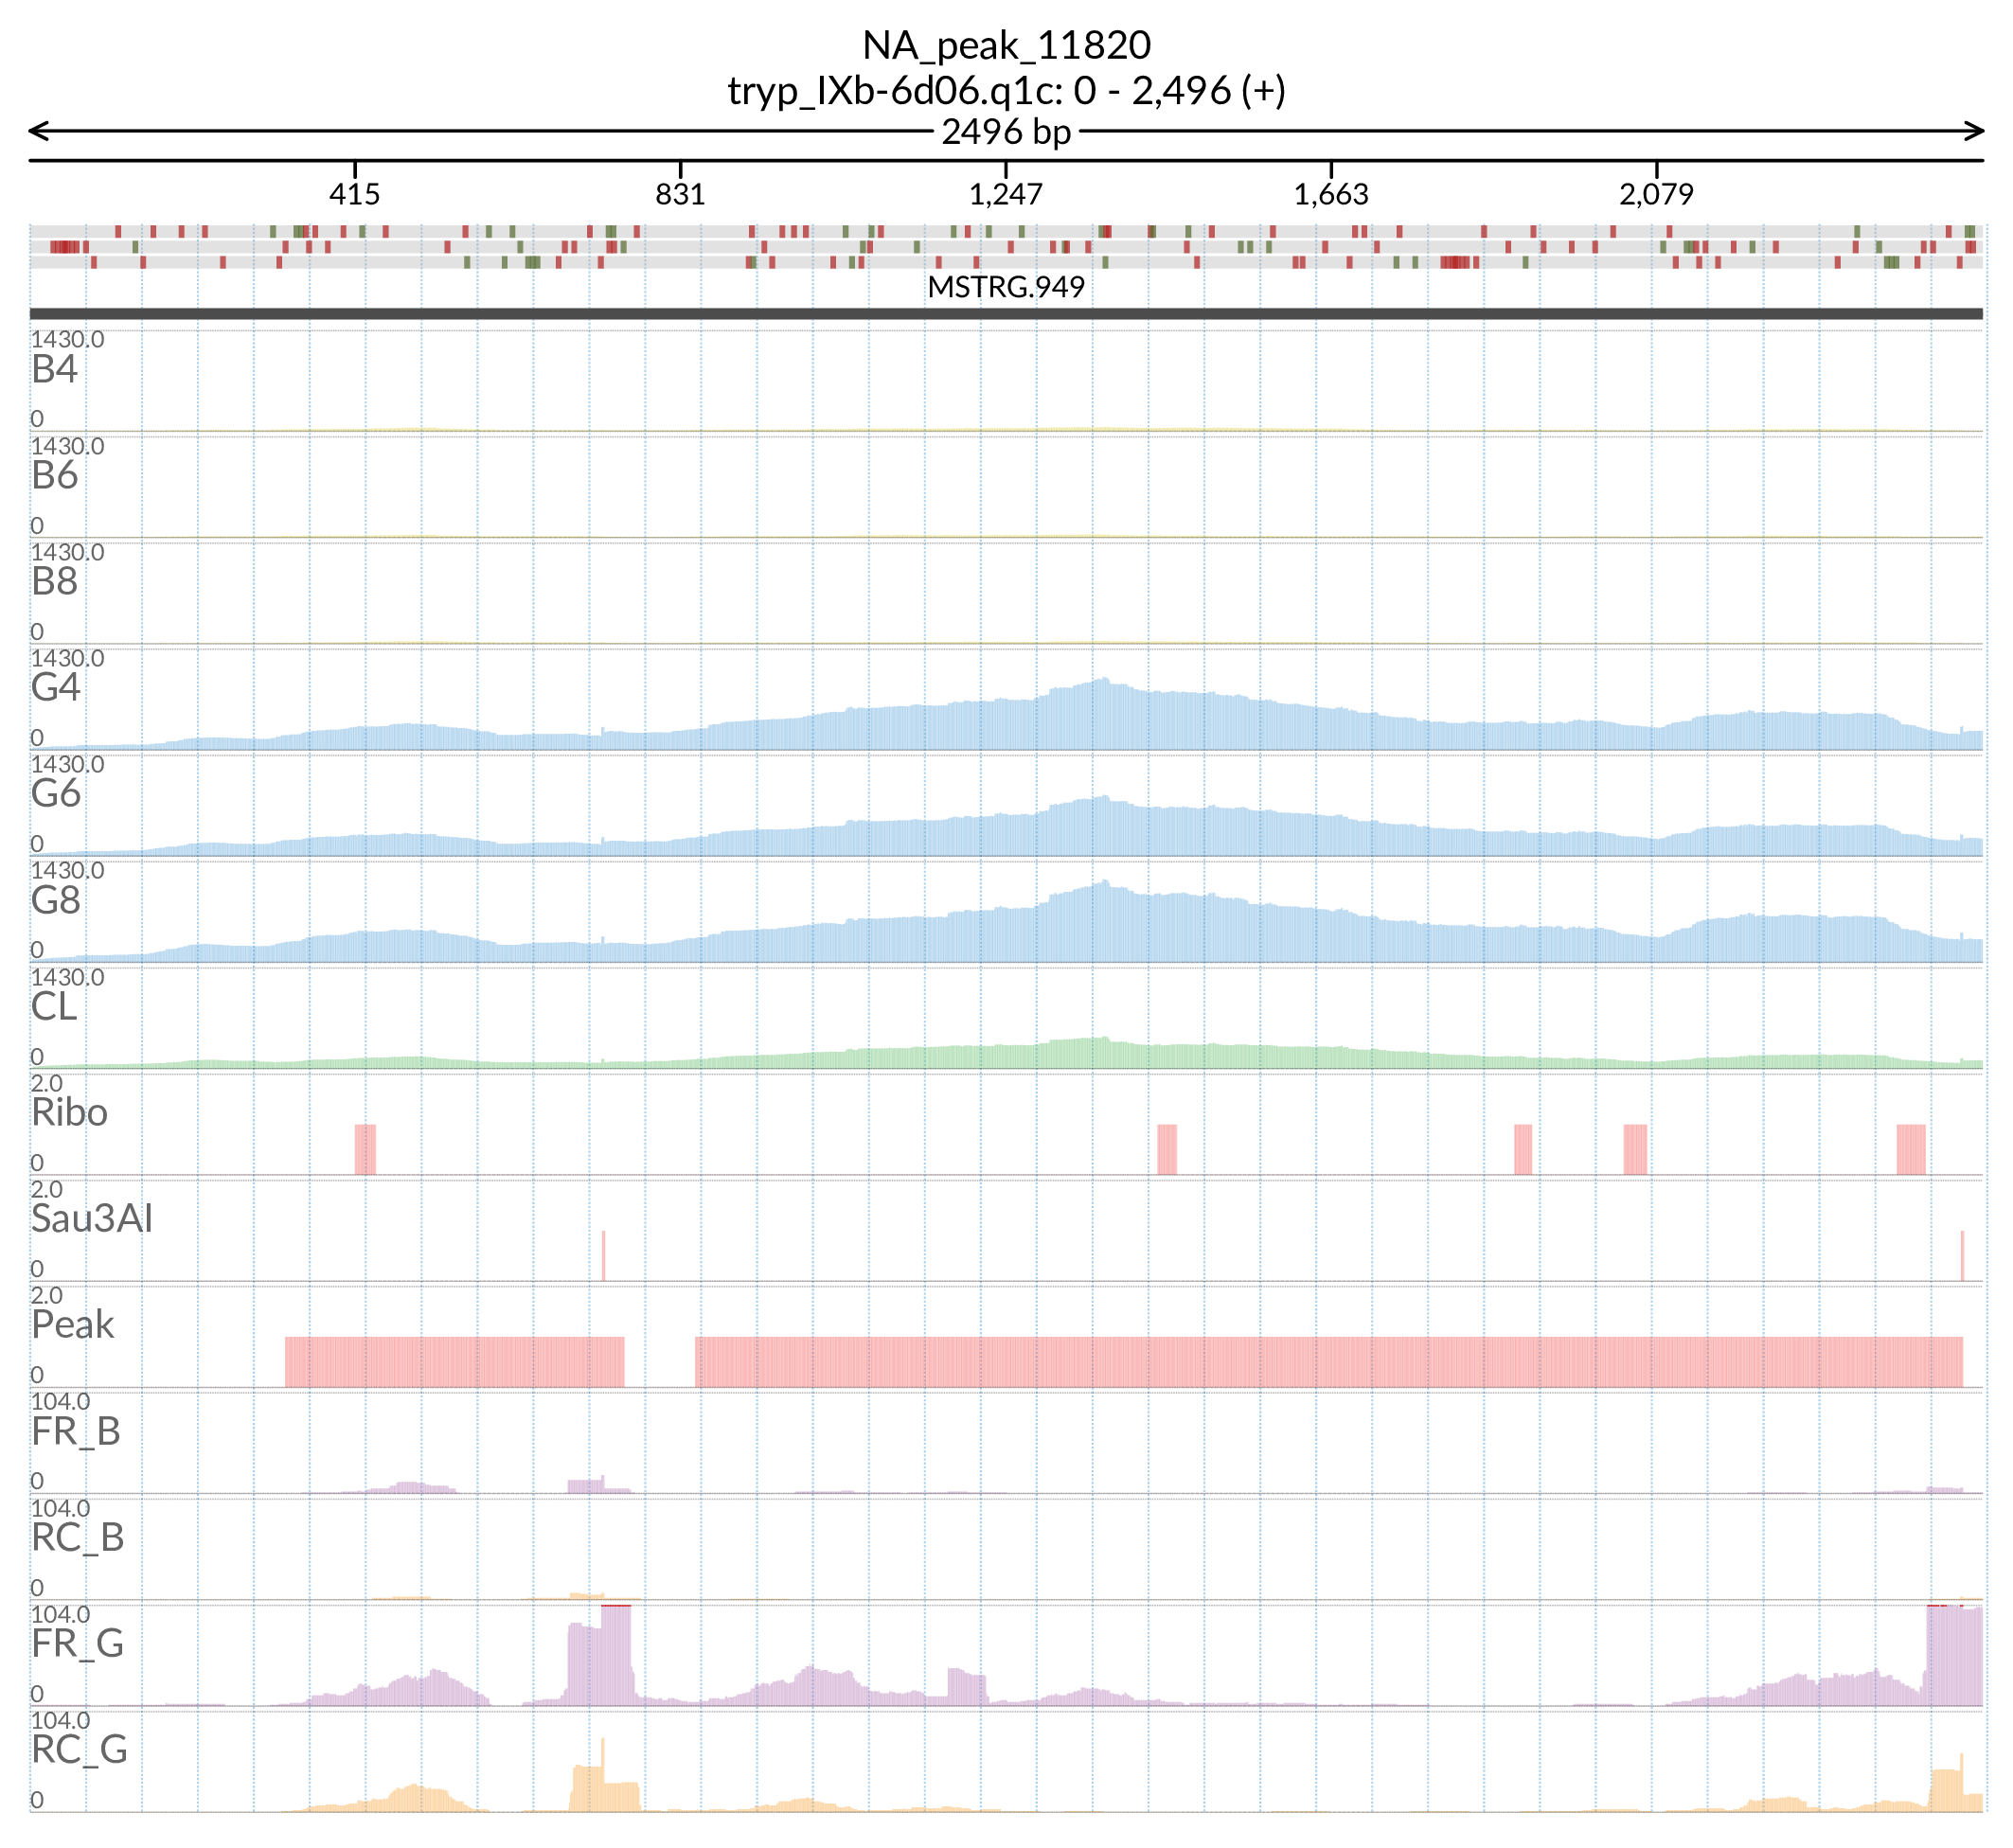 NA_peak_11820
tryp_IXb-6d06.q1c: 0 - 2,496 (+)
2496 bp
415 831 1,247 1,663 2,079
MSTRG.949
1430.0
B4
0
1430.0
B6
0
1430.0
B8
0
1430.0
G4
0
1430.0
G6
0
1430.0
G8
0
1430.0
CL
0
2.0
Ribo
0
2.0
Sau3AI
0
2.0
Peak
0
104.0
FR_B
0
104.0
RC_B
0
104.0
FR_G
0
104.0
RC_G
0